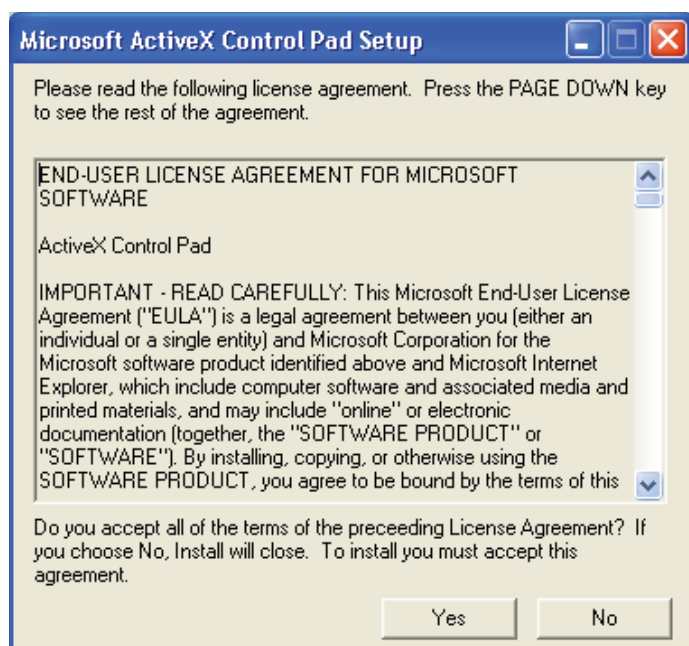 Microsoft ActiveX Control Pad Setup
Please read the following license agreement.  Press the PAGE DOWN key
to see the rest of the agreement.
END-USER LICENSE AGREEMENT FOR MICROSOFT
SOFTWARE
ActiveX Control Pad
IMPORTANT - READ CAREFULLY: This Microsoft End-User License
Agreement ("EULA") is a legal agreement between you (either an
individual or a single entity) and Microsoft Corporation for the
Microsoft software product identified above and Microsoft Internet
Explorer, which include computer software and associated media and
printed materials, and may include "online" or electronic
documentation (together, the "SOFTWARE PRODUCT" or
"SOFTWARE"). By installing, copying, or otherwise using the
SOFTWARE PRODUCT, you agree to be bound by the terms of this
Do you accept all of the terms of the preceeding License Agreement?  If
you choose No, Install will close.  To install you must accept this
agreement.
Yes
No